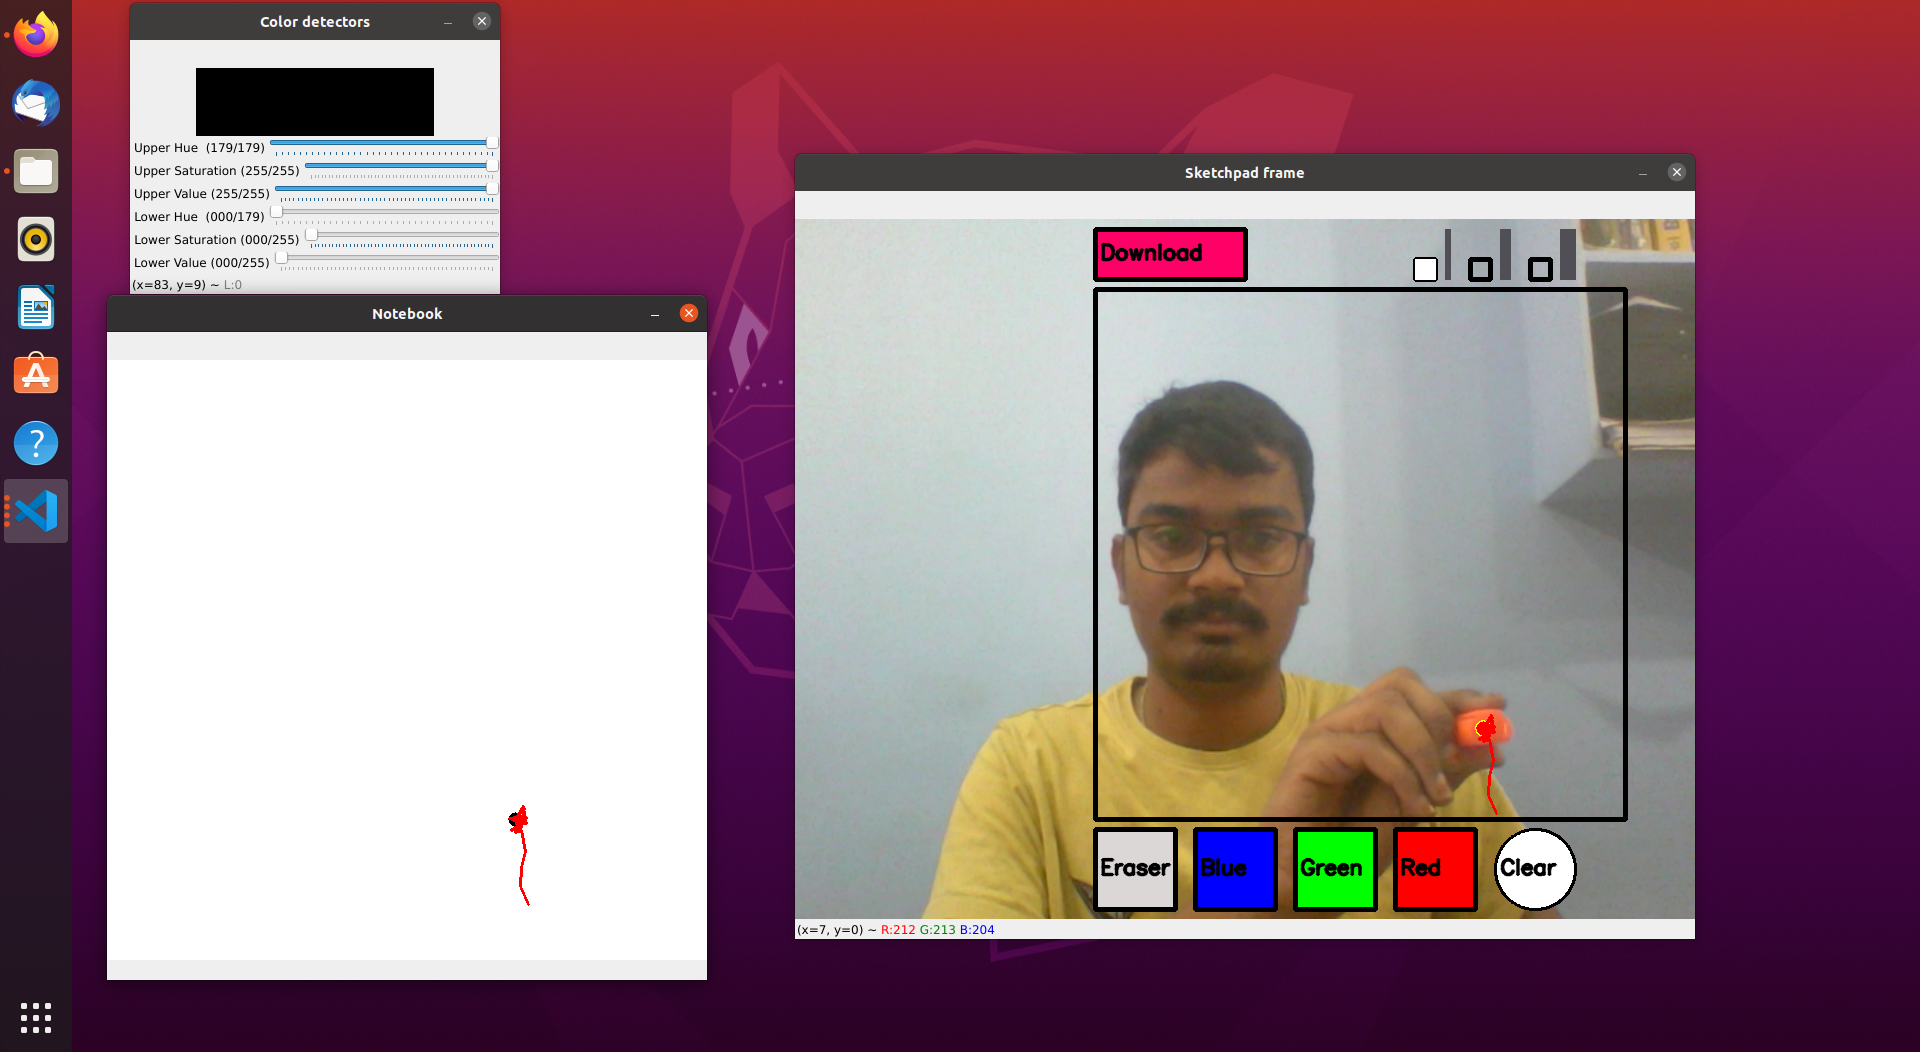 Color detectors
Upper Hue (179/179)
Upper Saturation (255/255)
Upper Value (255/255)
Lower Hue (000/179)
Lower Saturation (000/255)
Lower Value (000/255)
(x=83, y=9) ~ L:0
Notebook
Sketchpad frame
Download
Eraser Blue Green Red Clear
(x=7, y=0) ~ R:212 G:213 B:204